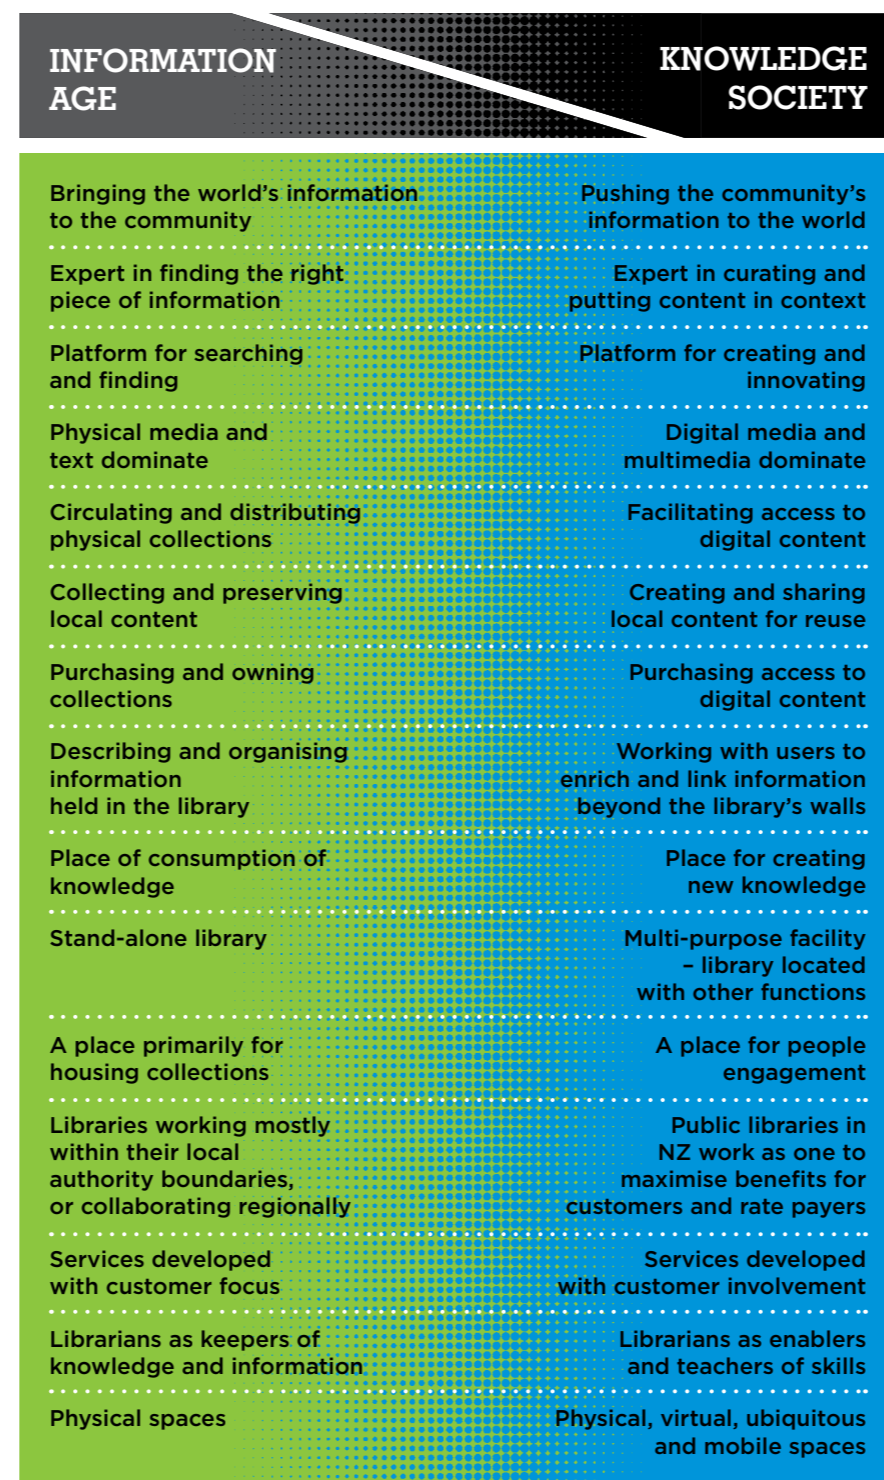 INFORMATION
AGE
KNOWLEDGE
SOCIETY
Bringing the world’s information
to the community
Pushing the community’s
information to the world
Expert in finding the right
piece of information
Expert in curating and
putting content in context
Platform for searching
and finding
Platform for creating and
innovating
Physical media and
text dominate
Digital media and
multimedia dominate
Circulating and distributing
physical collections
Facilitating access to
digital content
Collecting and preserving
local content
Creating and sharing
local content for reuse
Purchasing and owning
collections
Purchasing access to
digital content
Describing and organising
information
held in the library
Working with users to
enrich and link information
beyond the library’s walls
Place of consumption of
knowledge
Place for creating
new knowledge
Stand-alone library
Multi-purpose facility
– library located
with other functions
A place primarily for
housing collections
A place for people
engagement
Libraries working mostly
within their local
authority boundaries,
or collaborating regionally
Public libraries in
NZ work as one to
maximise benefits for
customers and rate payers
Services developed
with customer focus
Services developed
with customer involvement
Librarians as keepers of
knowledge and information
Librarians as enablers
and teachers of skills
Physical spaces
Physical, virtual, ubiquitous
and mobile spaces